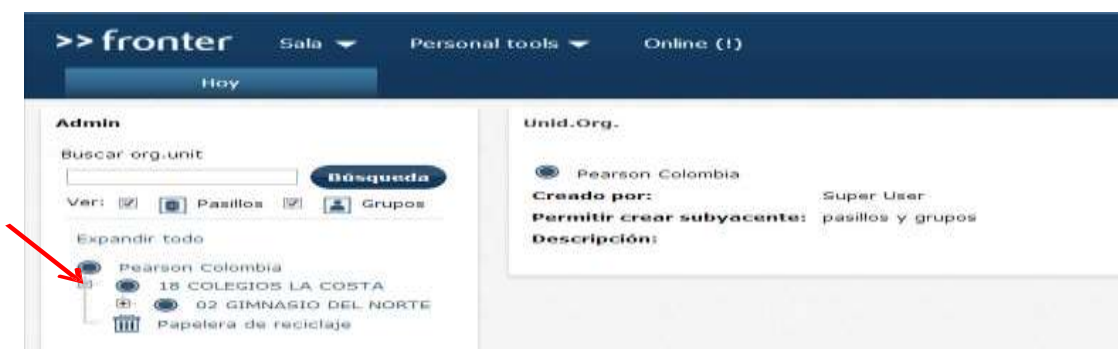 >> fronter Sala Personal tools Online (!)
Hoy
Admin
Buscar org.unit
Búsqueda
Ver: Pasillos Grupos
Expandir todo
Pearson Colombia
18 COLEGIOS LA COSTA
02 GIMNASIO DEL NORTE
Papelera de reciclaje
Unid.Org.
Pearson Colombia
Creado por: Super User
Permitir crear subyacente: pasillos y grupos
Descripción: